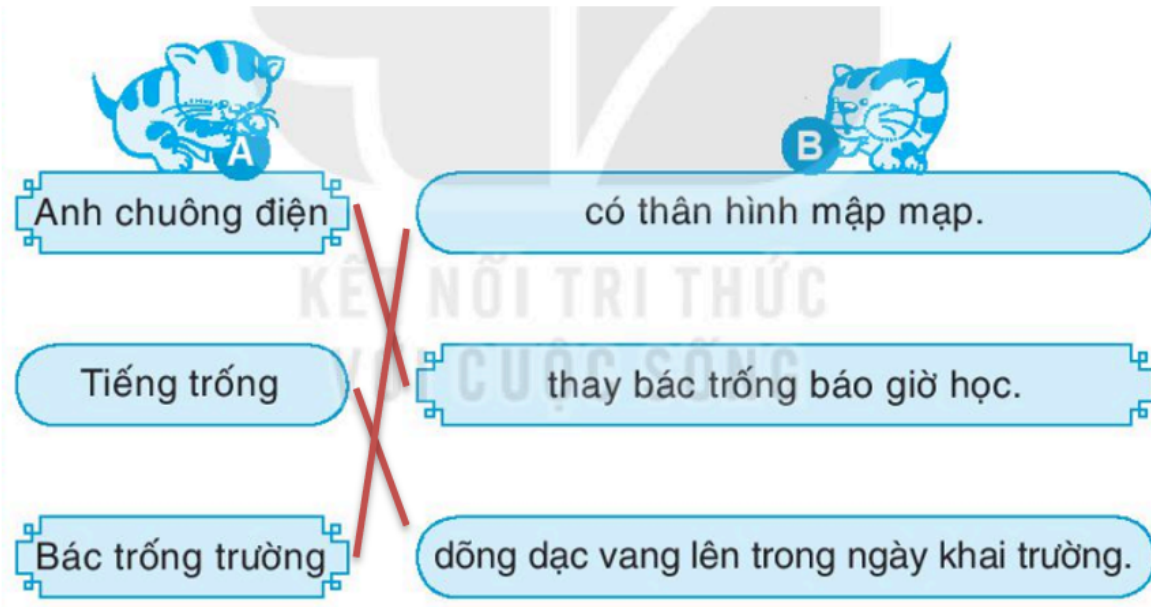 A
B
Anh chuông điện
có thân hình mập mạp.
KẾT NỐI TRI THỨC
VỚI CUỘC SỐNG
Tiếng trống
thay bác trống báo giờ học.
Bác trống trường
dõng dạc vang lên trong ngày khai trường.